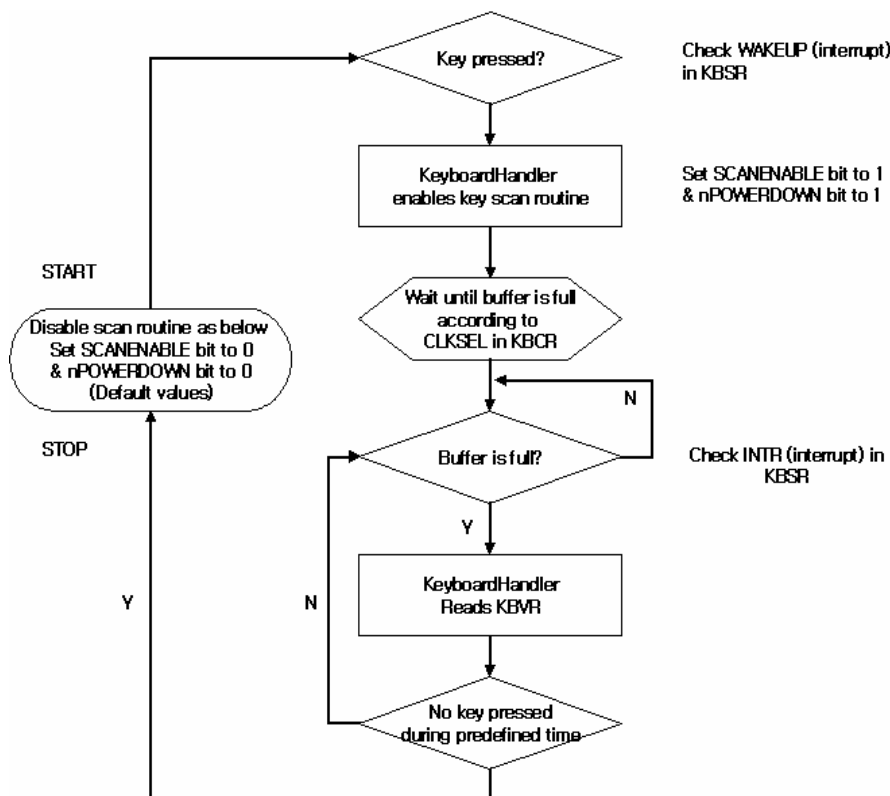 Key pressed?
Check WAKEUP (interrupt)
in KBSR
KeyboardHandler
enables key scan routine
Set SCANENABLE bit to 1
& nPOWERDOWN bit to 1
START
Wait until buffer is full
according to
CLKSEL in KBCR
Disable scan routine as below
Set SCANENABLE bit to 0
& nPOWERDOWN bit to 0
(Default values)
N
STOP
Buffer is full?
Check INTR (interrupt) in
KBSR
Y
KeyboardHandler
Reads KBVR
Y
N
No key pressed
during predefined time